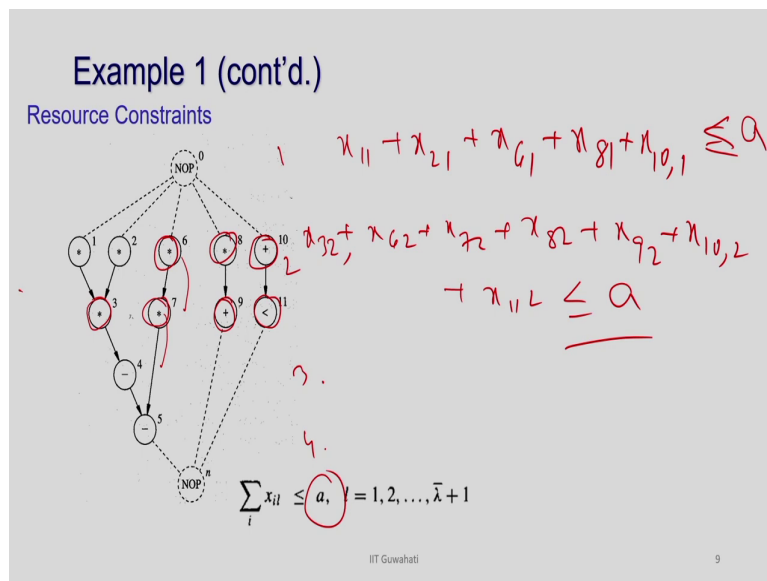 Example 1 (cont'd.)
Resource Constraints
1 x₁₁ + x₂₁ + x₆₁ + x₈₁ + x₁₀,₁ ≤ a
2 x₃₂ + x₆₂ + x₇₂ + x₈₂ + x₉₂ + x₁₀,₂
+ x₁₁₂ ≤ a
3.
4.
NOP 0
* 1
* 2
* 6
* 8
+ 10
* 3
* 7
+ 9
< 11
− 4
− 5
NOP n
∑ᵢ xᵢₗ ≤ a, l = 1, 2, . . . , λ̄ + 1
IIT Guwahati
9